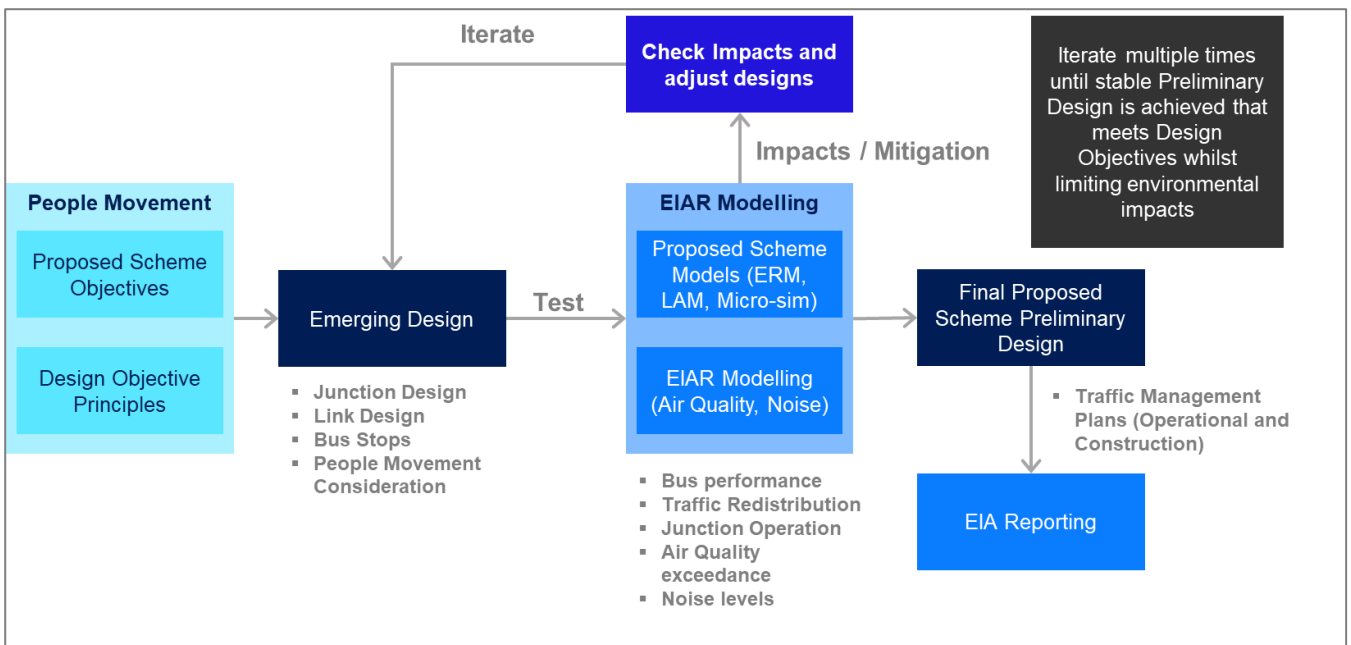 Iterate
Check Impacts and
adjust designs
Iterate multiple times
until stable Preliminary
Design is achieved that
meets Design
Objectives whilst
limiting environmental
impacts
Impacts / Mitigation
People Movement
Proposed Scheme
Objectives
Design Objective
Principles
Emerging Design
▪ Junction Design
▪ Link Design
▪ Bus Stops
▪ People Movement
Consideration
Test
EIAR Modelling
Proposed Scheme
Models (ERM,
LAM, Micro-sim)
EIAR Modelling
(Air Quality, Noise)
▪ Bus performance
▪ Traffic Redistribution
▪ Junction Operation
▪ Air Quality
exceedance
▪ Noise levels
Final Proposed
Scheme Preliminary
Design
▪ Traffic Management
Plans (Operational and
Construction)
EIA Reporting